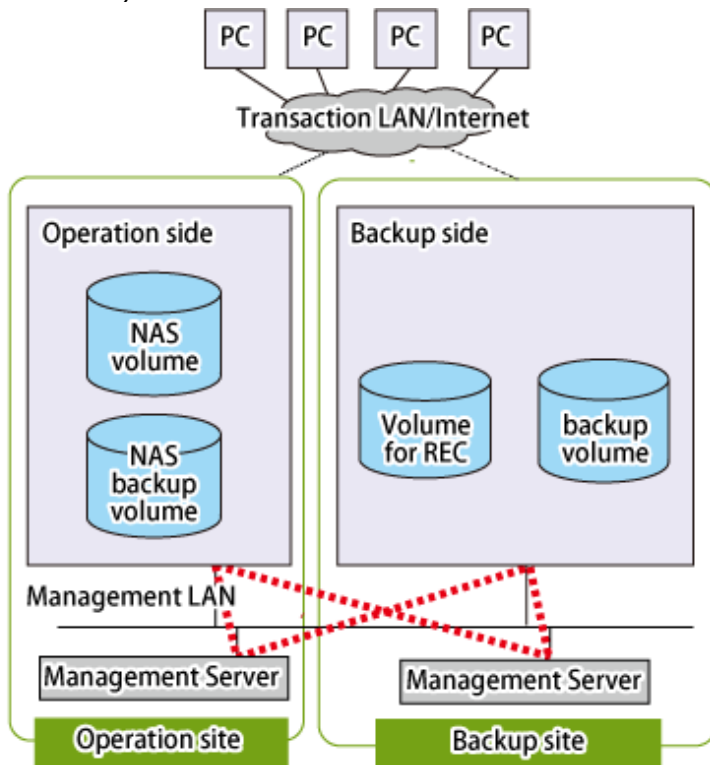 PC PC PC PC
Transaction LAN/Internet
Operation side
NAS
volume
NAS
backup
volume
Backup side
Volume
for REC
backup
volume
Management LAN
Management Server
Management Server
Operation site
Backup site